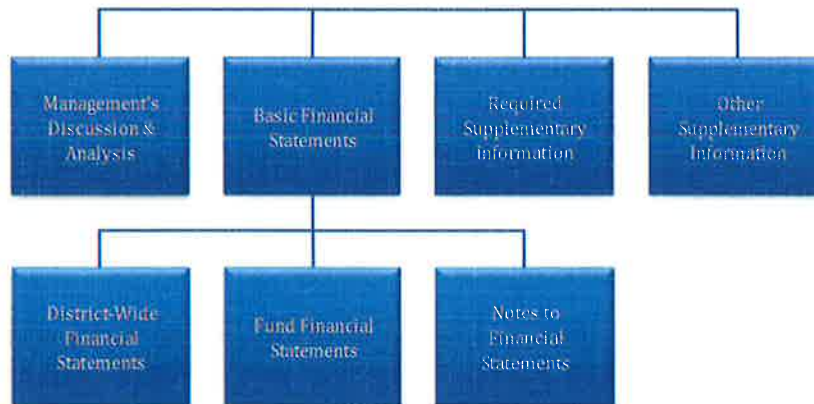 Management's
Discussion &
Analysis
Basic Financial
Statements
Required
Supplementary
Information
Other
Supplementary
Information
District-Wide
Financial
Statements
Fund Financial
Statements
Notes to
Financial
Statements